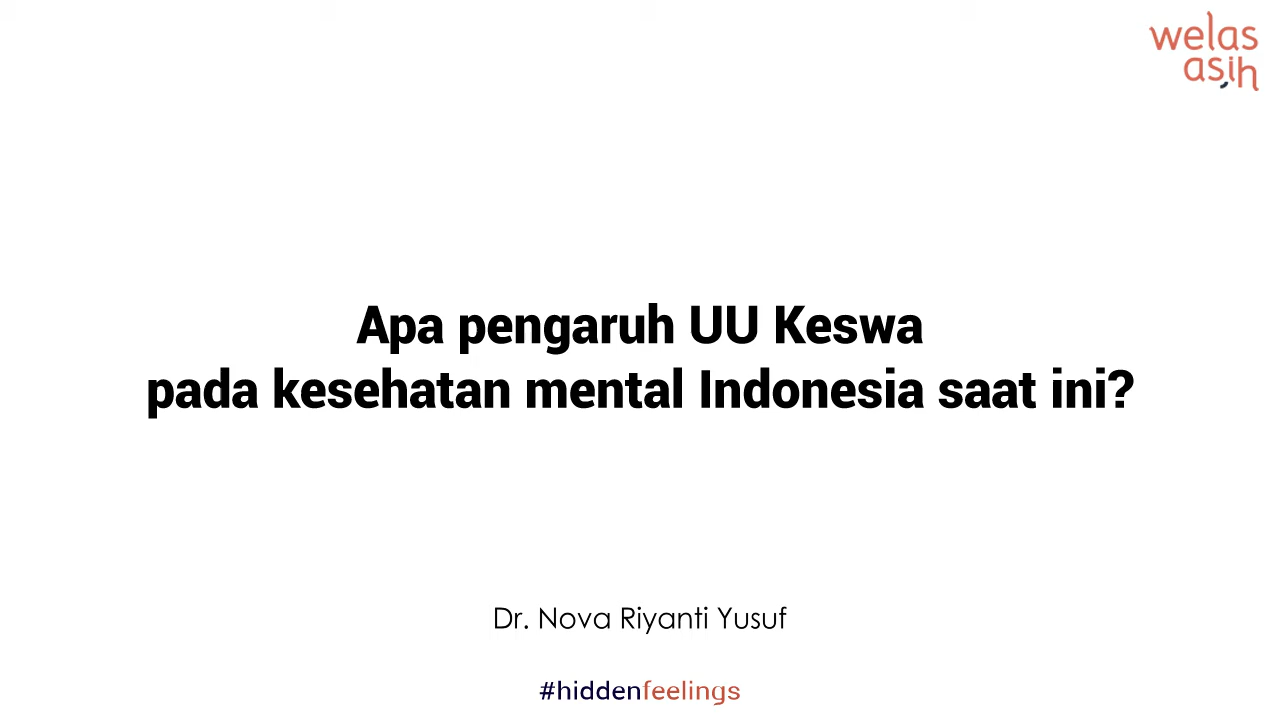 welas
asih
Apa pengaruh UU Keswa
pada kesehatan mental Indonesia saat ini?
Dr. Nova Riyanti Yusuf
#hiddenfeelings